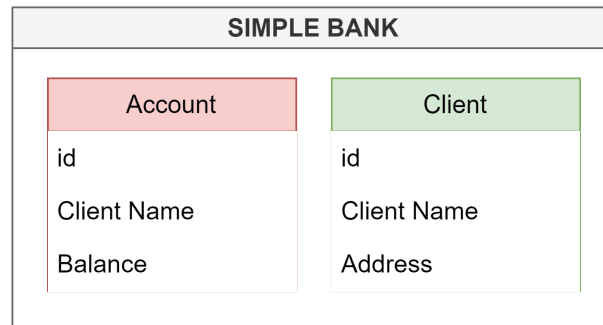 SIMPLE BANK
Account
id
Client Name
Balance
Client
id
Client Name
Address